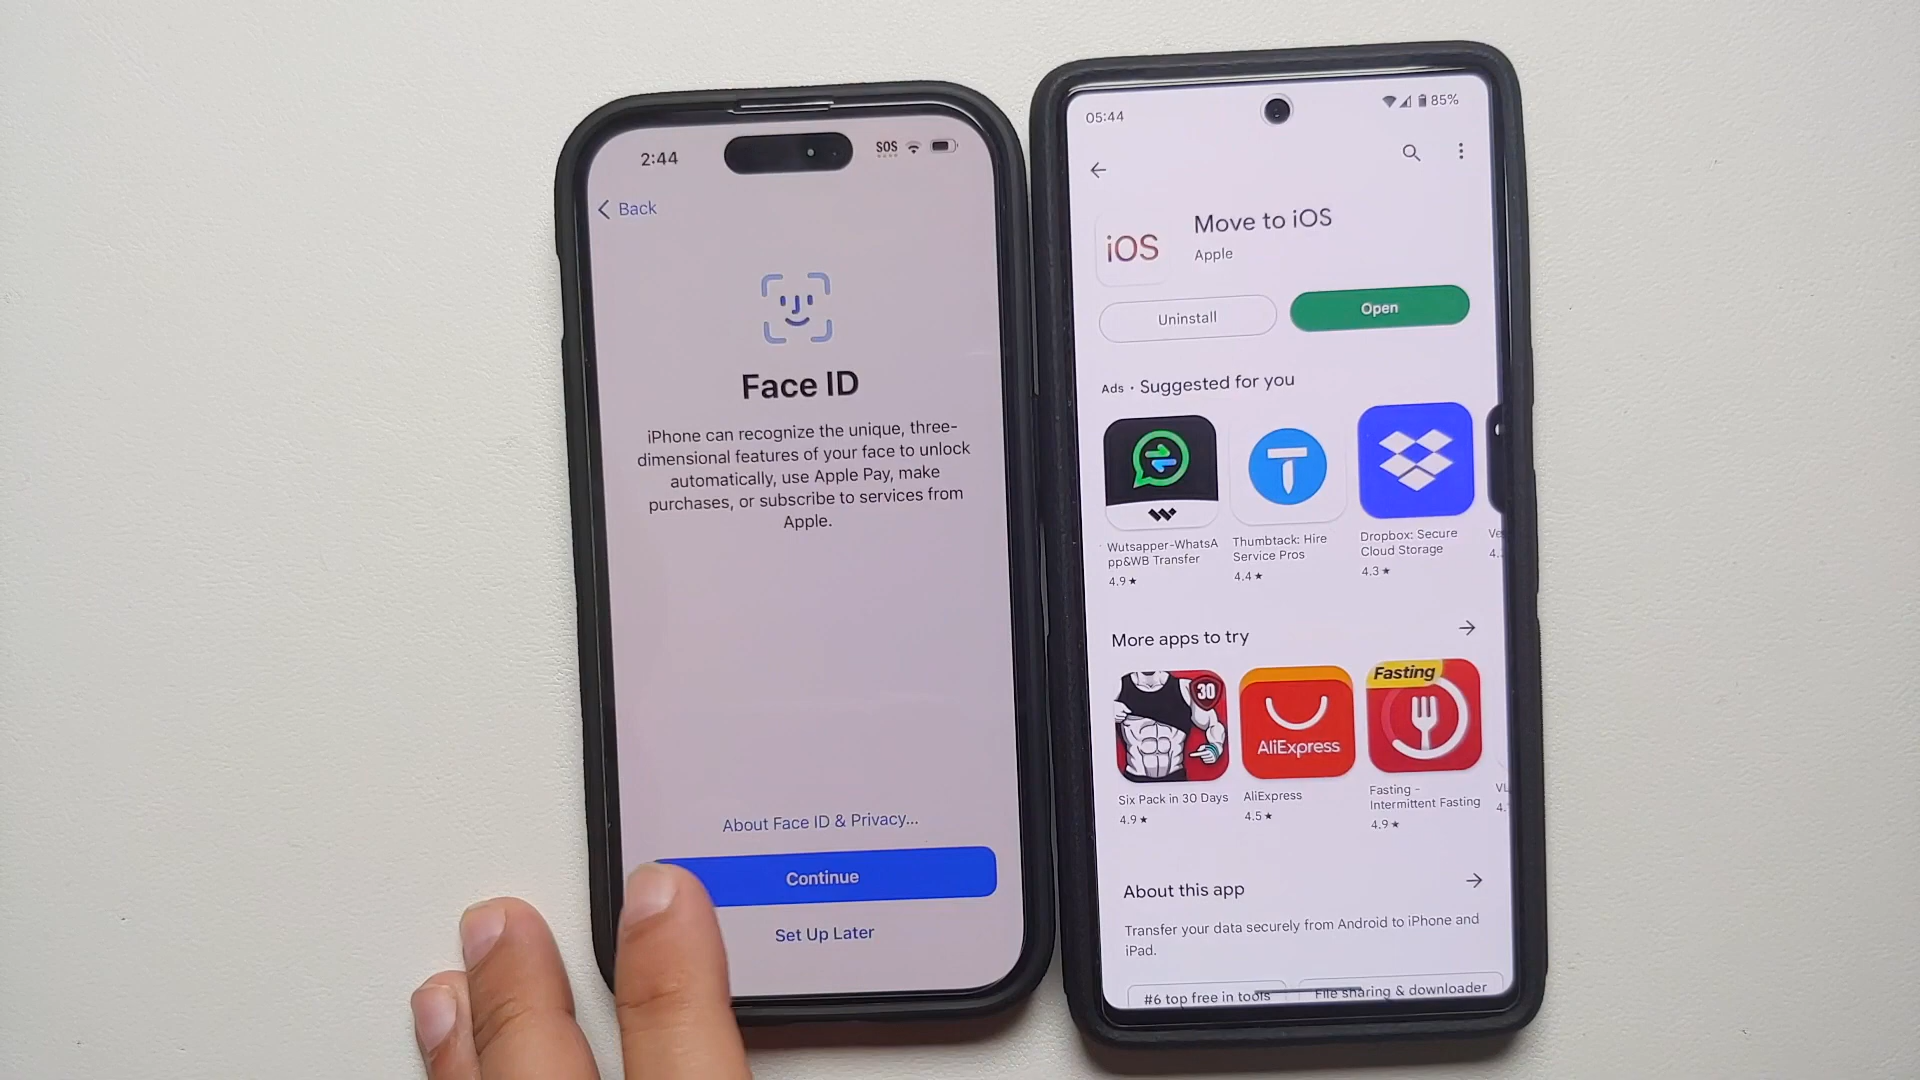 2:44
SOS
Back
Face ID
iPhone can recognize the unique, three-
dimensional features of your face to unlock
automatically, use Apple Pay, make
purchases, or subscribe to services from
Apple.
About Face ID & Privacy...
Continue
Set Up Later
05:44
85%
iOS
Move to iOS
Apple
Uninstall
Open
Ads • Suggested for you
Wutsapper-WhatsA
pp&WB Transfer
4.9 ★
Thumbtack: Hire
Service Pros
4.4 ★
Dropbox: Secure
Cloud Storage
4.3 ★
More apps to try
30
AliExpress
Fasting
Six Pack in 30 Days
4.9 ★
AliExpress
4.5 ★
Fasting -
Intermittent Fasting
4.9 ★
About this app
Transfer your data securely from Android to iPhone and
iPad.
#6 top free in tools
File sharing & downloader